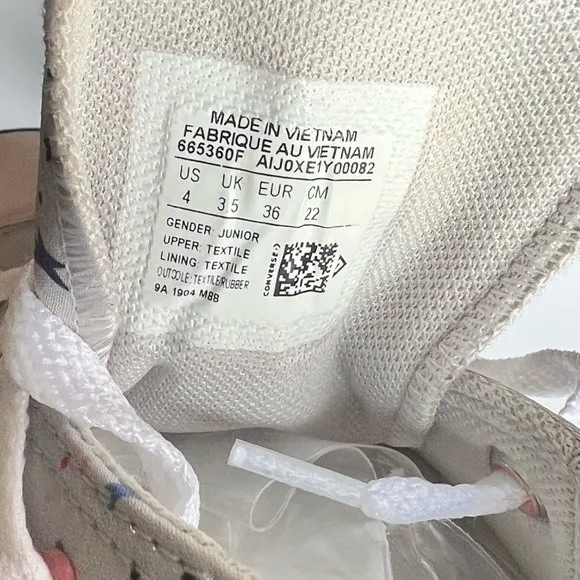 MADE IN VIETNAM
FABRIQUE AU VIETNAM
665360F AIJ0XE1Y00082
US UK EUR CM
4 3.5 36 22
GENDER: JUNIOR
UPPER: TEXTILE
LINING: TEXTILE
OUTSOLE: TEXTILE/RUBBER
9A 1904 MBB
CONVERSE